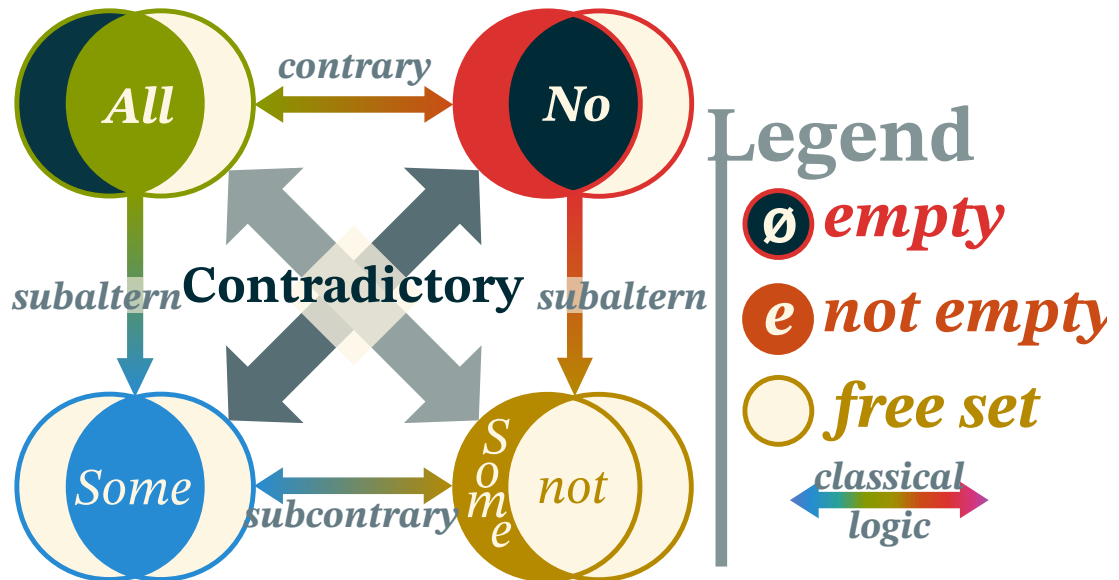 contrary
All
No
Legend
ø empty
subaltern
Contradictory
subaltern
e not empty
free set
Some
Some
not
subcontrary
classical
logic